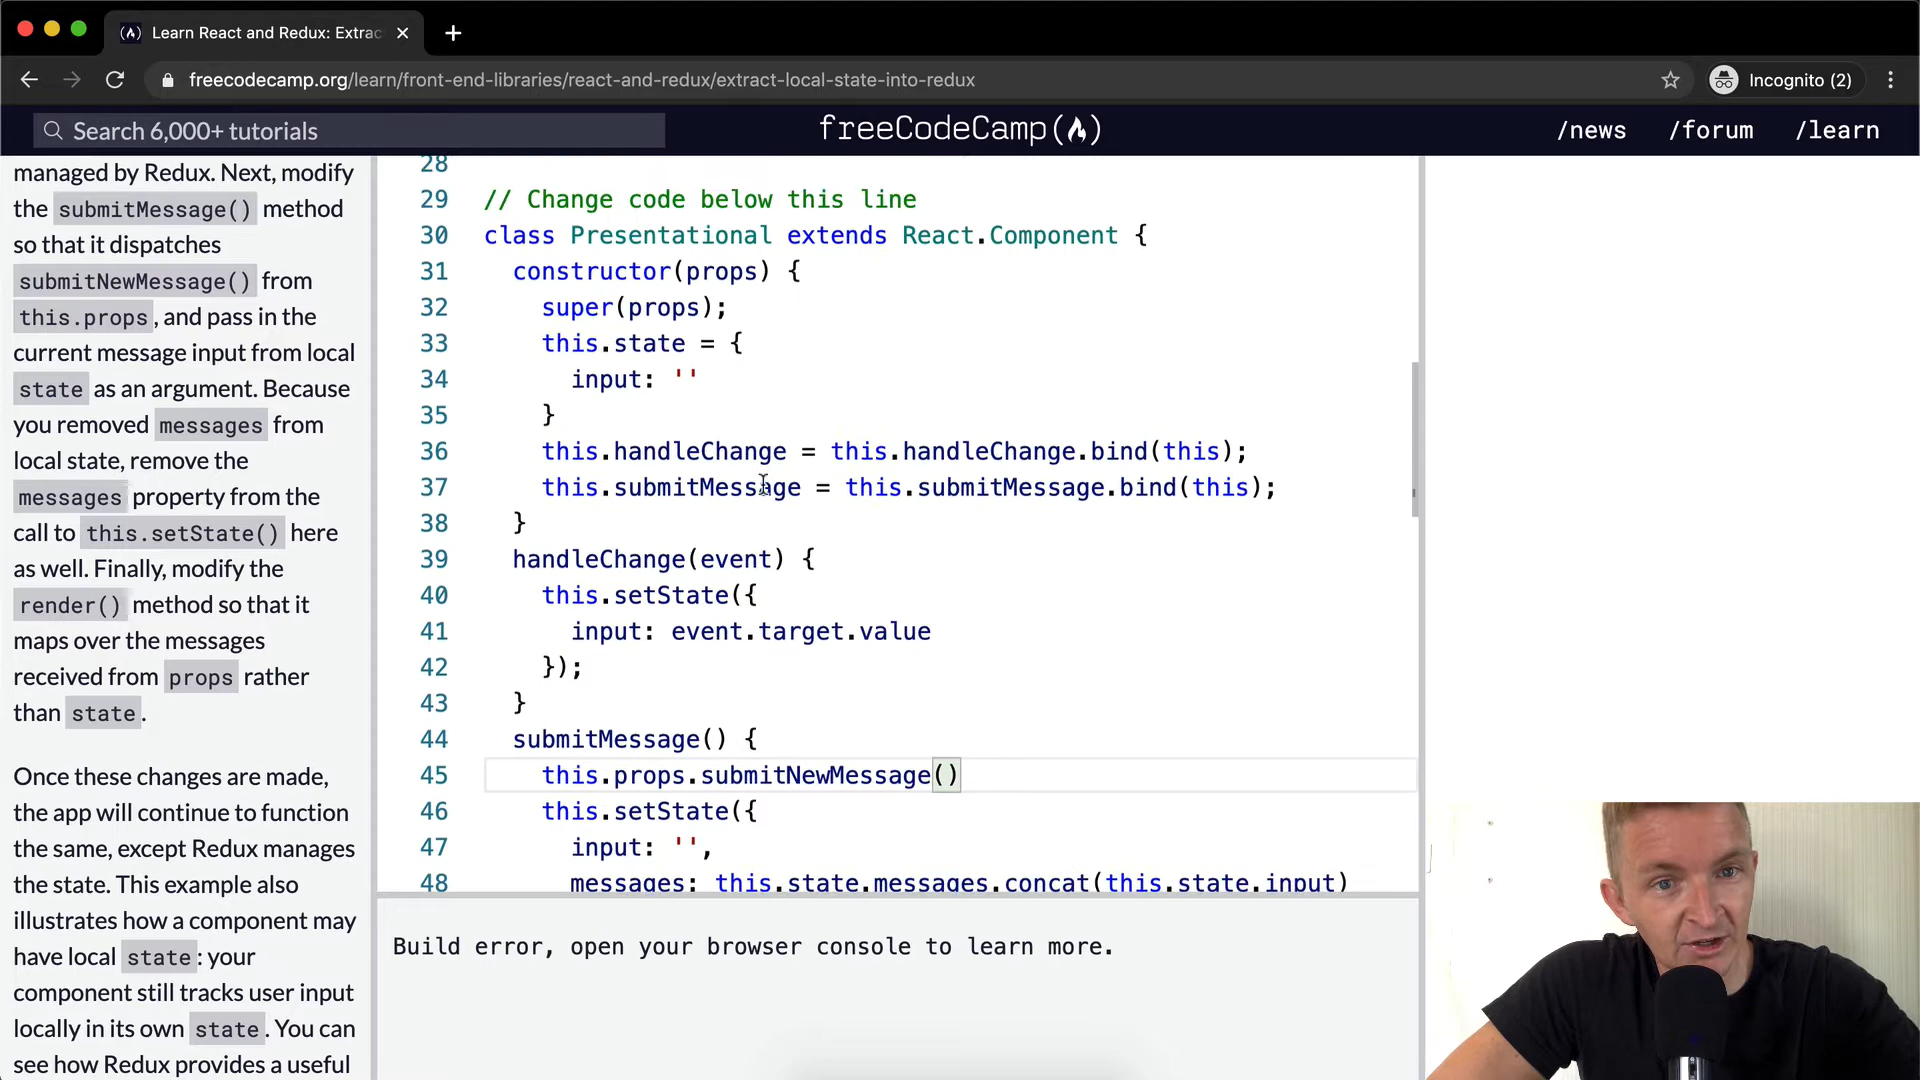 Learn React and Redux: Extrac
freecodecamp.org/learn/front-end-libraries/react-and-redux/extract-local-state-into-redux
Incognito (2)
Search 6,000+ tutorials
freeCodeCamp
/news
/forum
/learn
managed by Redux. Next, modify
the submitMessage() method
so that it dispatches
submitNewMessage() from
this.props, and pass in the
current message input from local
state as an argument. Because
you removed messages from
local state, remove the
messages property from the
call to this.setState() here
as well. Finally, modify the
render() method so that it
maps over the messages
received from props rather
than state.
Once these changes are made,
the app will continue to function
the same, except Redux manages
the state. This example also
illustrates how a component may
have local state: your
component still tracks user input
locally in its own state. You can
see how Redux provides a useful
28
29 // Change code below this line
30 class Presentational extends React.Component {
31 constructor(props) {
32 super(props);
33 this.state = {
34 input: ''
35 }
36 this.handleChange = this.handleChange.bind(this);
37 this.submitMessage = this.submitMessage.bind(this);
38 }
39 handleChange(event) {
40 this.setState({
41 input: event.target.value
42 });
43 }
44 submitMessage() {
45 this.props.submitNewMessage()
46 this.setState({
47 input: '',
48 messages: this.state.messages.concat(this.state.input)
Build error, open your browser console to learn more.